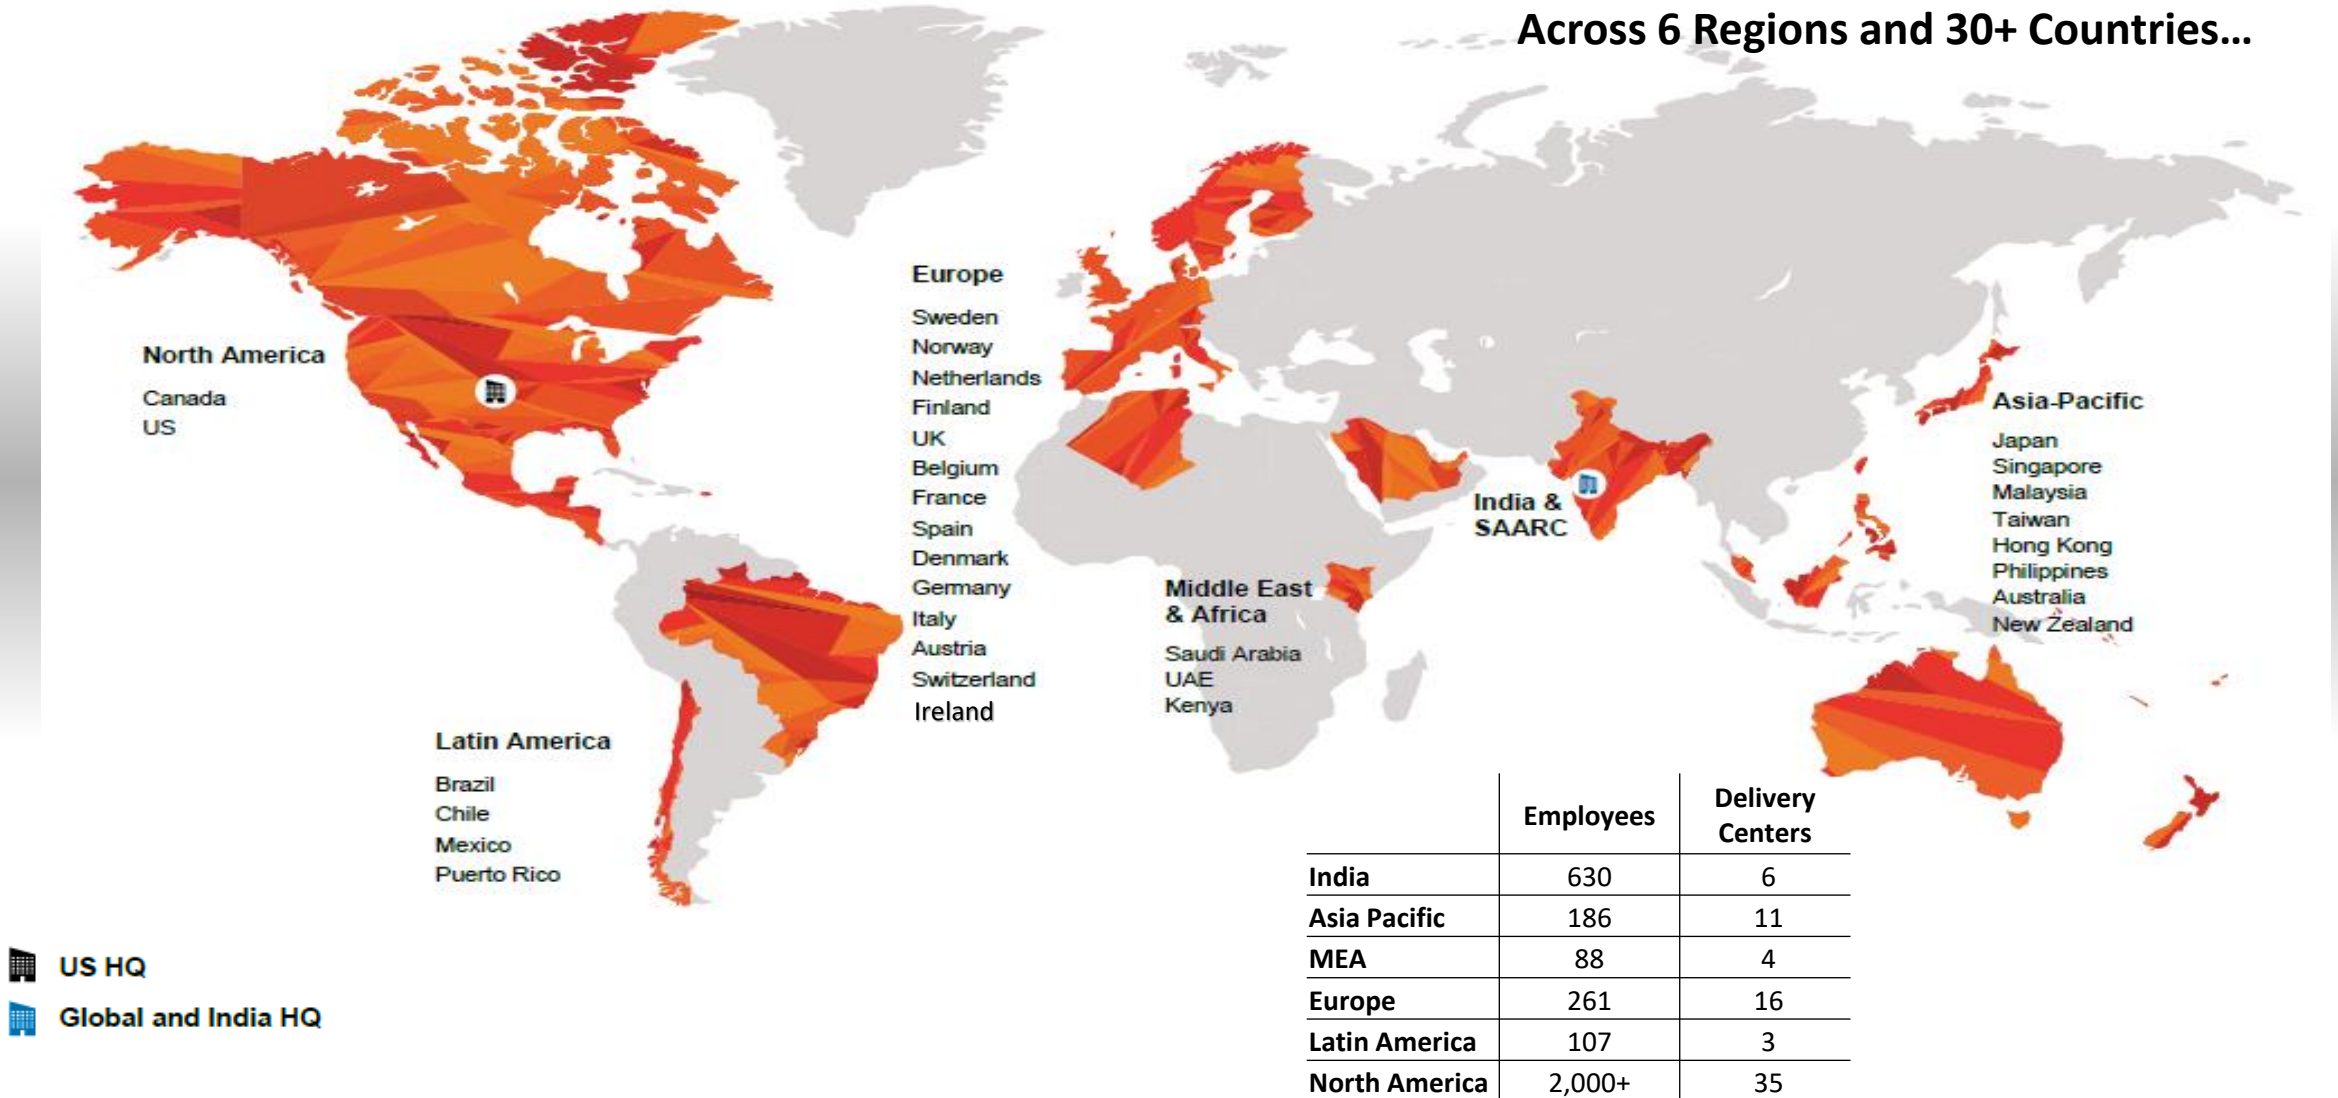 Across 6 Regions and 30+ Countries...
North America
Canada
US
Europe
Sweden
Norway
Netherlands
Finland
UK
Belgium
France
Spain
Denmark
Germany
Italy
Austria
Switzerland
Ireland
Latin America
Brazil
Chile
Mexico
Puerto Rico
Middle East
& Africa
Saudi Arabia
UAE
Kenya
India &
SAARC
Asia-Pacific
Japan
Singapore
Malaysia
Taiwan
Hong Kong
Philippines
Australia
New Zealand
US HQ
Global and India HQ
Employees Delivery Centers
India 630 6
Asia Pacific 186 11
MEA 88 4
Europe 261 16
Latin America 107 3
North America 2,000+ 35